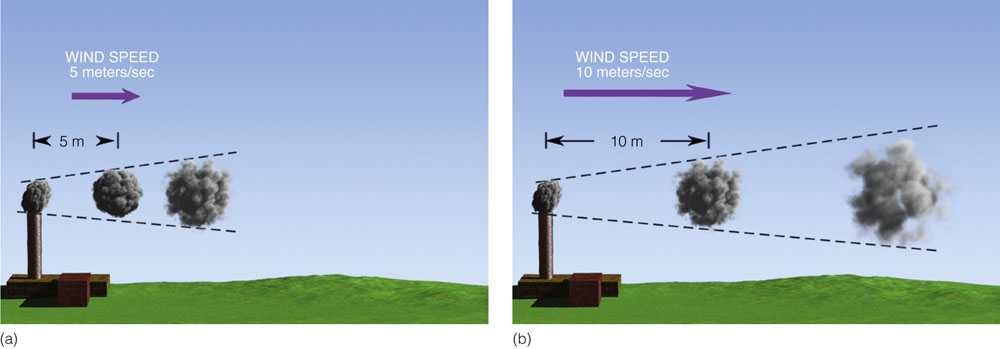 WIND SPEED
5 meters/sec
5 m
(a)
WIND SPEED
10 meters/sec
10 m
(b)